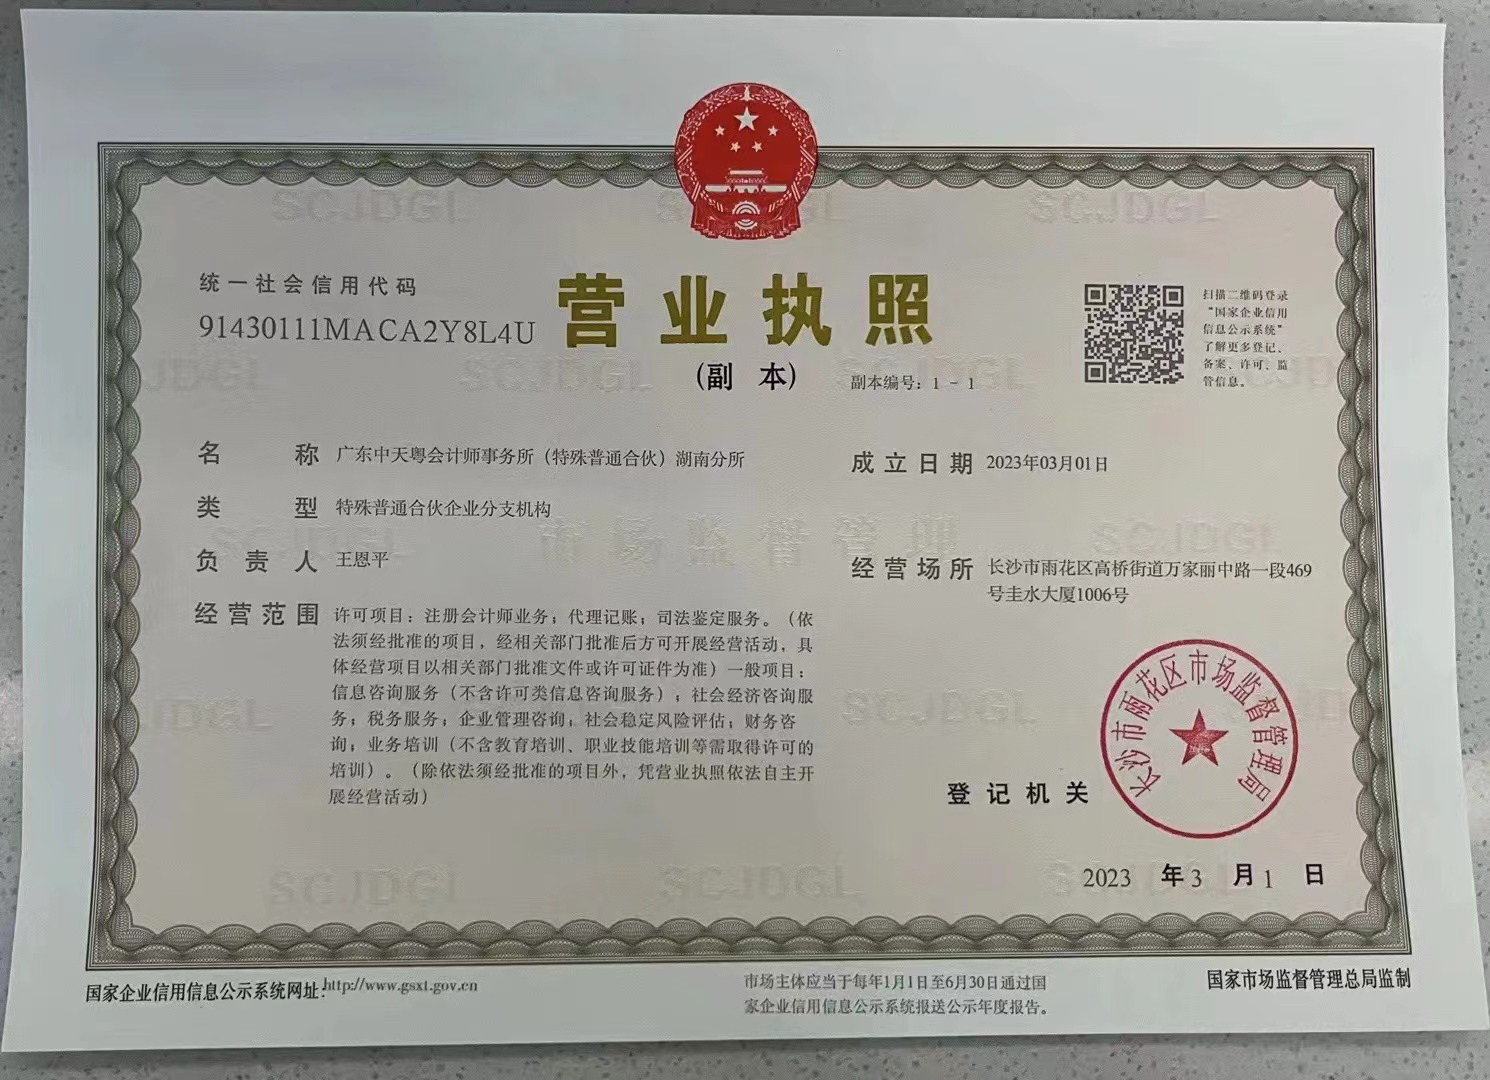 统一社会信用代码
91430111MACA2Y8L4U
营业执照
（副 本）
副本编号：1－1
扫描二维码登录
“国家企业信用
信息公示系统”
了解更多登记、
备案、许可、监
管信息。
名 称 广东中天粤会计师事务所（特殊普通合伙）湖南分所
类 型 特殊普通合伙企业分支机构
负 责 人 王恩平
经营范围 许可项目：注册会计师业务；代理记账；司法鉴定服务。（依
法须经批准的项目，经相关部门批准后方可开展经营活动，具
体经营项目以相关部门批准文件或许可证件为准）一般项目：
信息咨询服务（不含许可类信息咨询服务）；社会经济咨询服
务；税务服务；企业管理咨询；社会稳定风险评估；财务咨
询；业务培训（不含教育培训、职业技能培训等需取得许可的
培训）。（除依法须经批准的项目外，凭营业执照依法自主开
展经营活动）
成立日期 2023年03月01日
经营场所 长沙市雨花区高桥街道万家丽中路一段469
号圭水大厦1006号
长沙市雨花区市场监督管理局
登记机关
2023 年 3 月 1 日
国家企业信用信息公示系统网址：http://www.gsxt.gov.cn
市场主体应当于每年1月1日至6月30日通过国
家企业信用信息公示系统报送公示年度报告。
国家市场监督管理总局监制
SCJDGL
市场监督管理